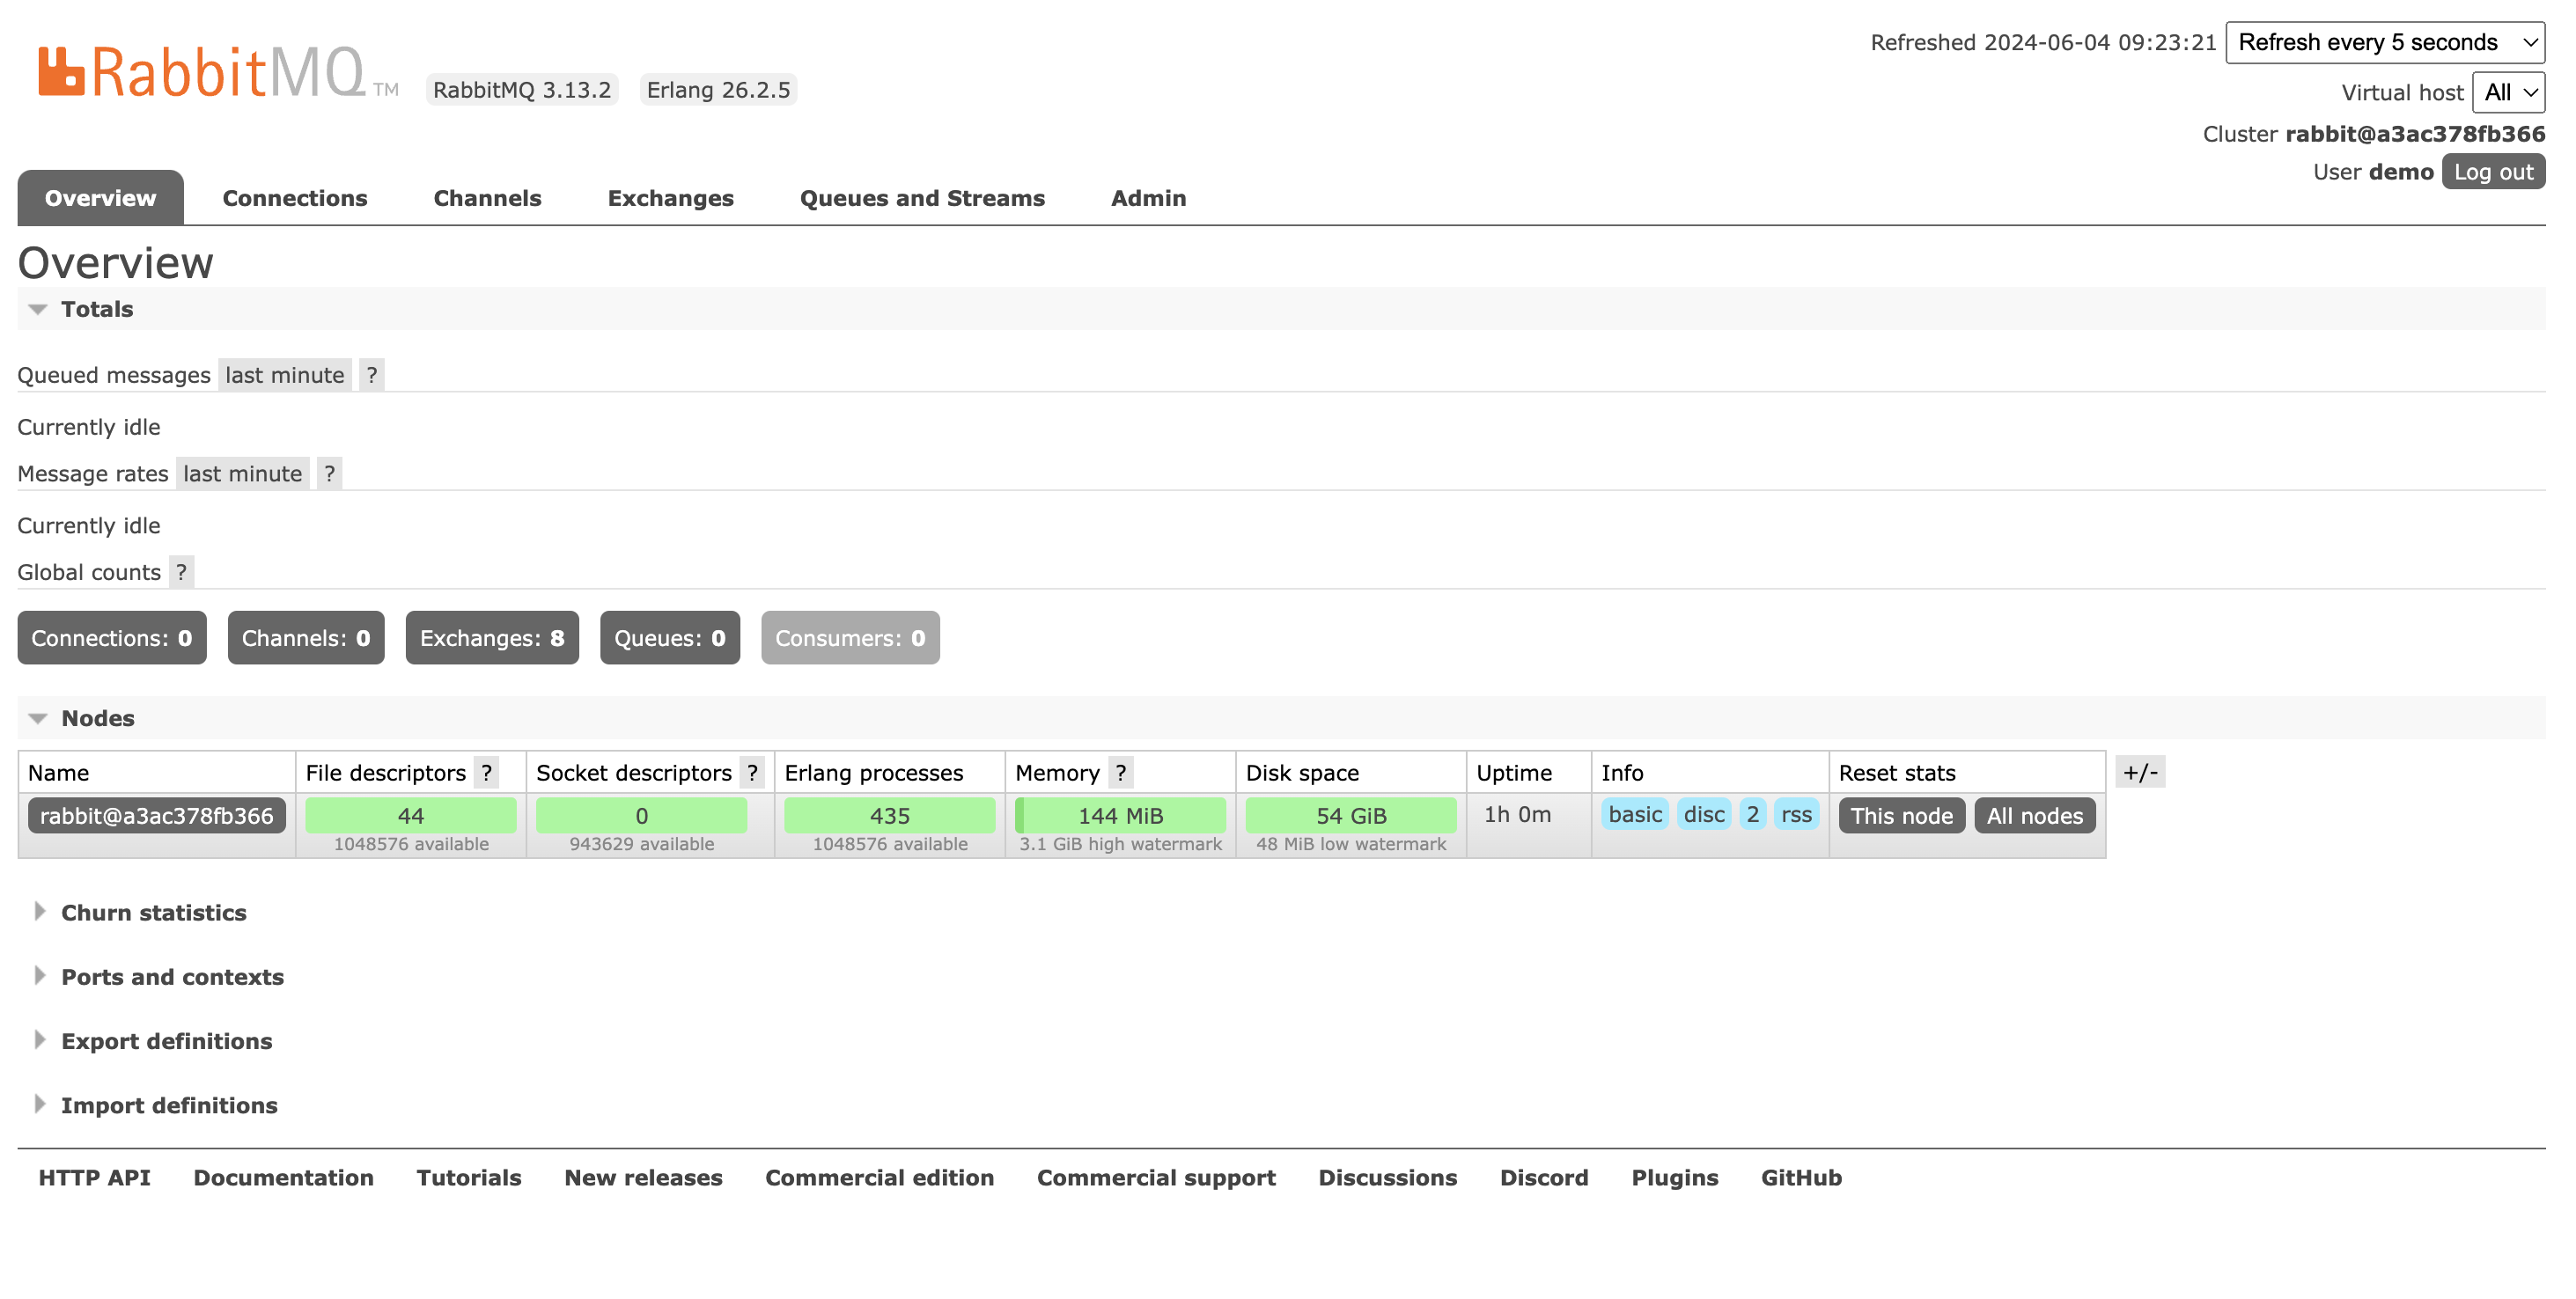 RabbitMQ TM RabbitMQ 3.13.2 Erlang 26.2.5
Refreshed 2024-06-04 09:23:21 Refresh every 5 seconds
Virtual host All
Cluster rabbit@a3ac378fb366
User demo Log out
Overview Connections Channels Exchanges Queues and Streams Admin
Overview
Totals
Queued messages last minute ?
Currently idle
Message rates last minute ?
Currently idle
Global counts ?
Connections: 0 Channels: 0 Exchanges: 8 Queues: 0 Consumers: 0
Nodes
Name File descriptors ? Socket descriptors ? Erlang processes Memory ? Disk space Uptime Info Reset stats +/-
rabbit@a3ac378fb366 44 0 435 144 MiB 54 GiB 1h 0m basic disc 2 rss This node All nodes
1048576 available 943629 available 1048576 available 3.1 GiB high watermark 48 MiB low watermark
Churn statistics
Ports and contexts
Export definitions
Import definitions
HTTP API Documentation Tutorials New releases Commercial edition Commercial support Discussions Discord Plugins GitHub